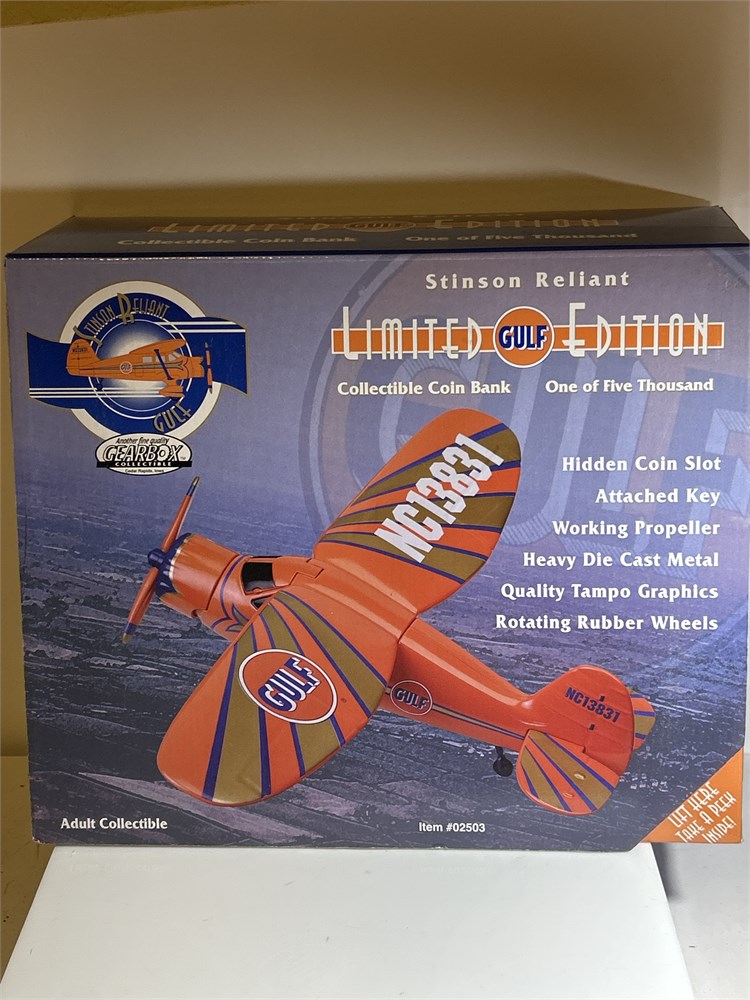 LIMITED GULF EDITION
Collectible Coin Bank One of Five Thousand
Stinson Reliant
LIMITED GULF EDITION
Collectible Coin Bank One of Five Thousand
STINSON RELIANT
GULF
Another fine quality
GEARBOX
COLLECTIBLE
Cedar Rapids, Iowa
Hidden Coin Slot
Attached Key
Working Propeller
Heavy Die Cast Metal
Quality Tampo Graphics
Rotating Rubber Wheels
NC13831
GULF
GULF
NC13831
Adult Collectible
Item #02503
LIFT HERE
TAKE A PEEK
INSIDE!